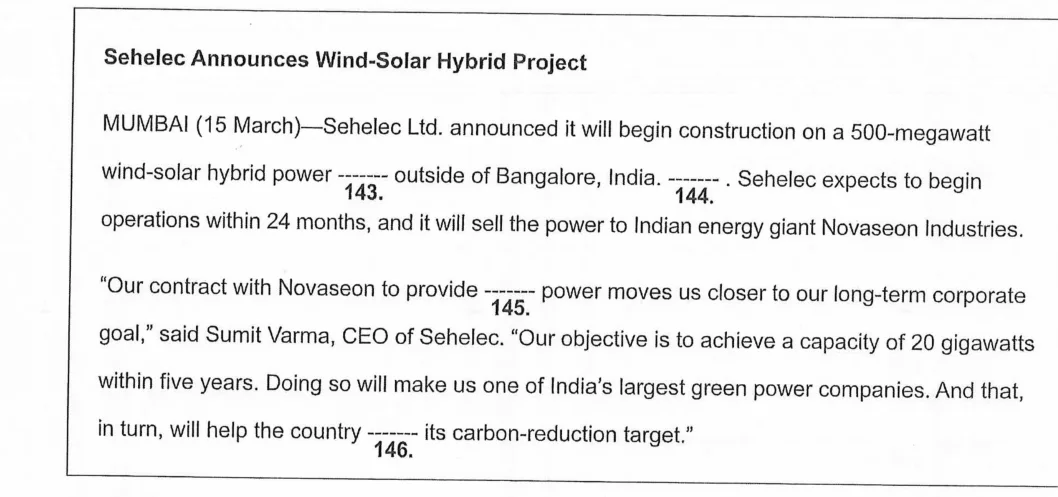 Sehelec Announces Wind-Solar Hybrid Project
MUMBAI (15 March)—Sehelec Ltd. announced it will begin construction on a 500-megawatt
wind-solar hybrid power ------- outside of Bangalore, India. ------- . Sehelec expects to begin
143. 144.
operations within 24 months, and it will sell the power to Indian energy giant Novaseon Industries.
“Our contract with Novaseon to provide ------- power moves us closer to our long-term corporate
145.
goal,” said Sumit Varma, CEO of Sehelec. “Our objective is to achieve a capacity of 20 gigawatts
within five years. Doing so will make us one of India’s largest green power companies. And that,
in turn, will help the country ------- its carbon-reduction target.”
146.